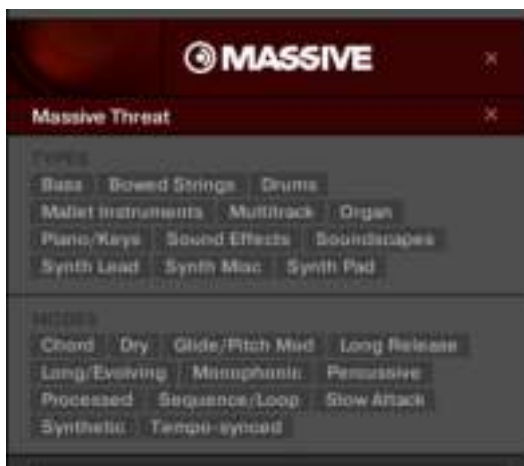 MASSIVE
Massive Threat
TYPES
Bass Bowed Strings Drums
Mallet Instruments Multitrack Organ
Piano/Keys Sound Effects Soundscapes
Synth Lead Synth Misc Synth Pad
MODES
Chord Dry Glide/Pitch Mod Long Release
Long/Evolving Monophonic Percussive
Processed Sequence/Loop Slow Attack
Synthetic Tempo-synced